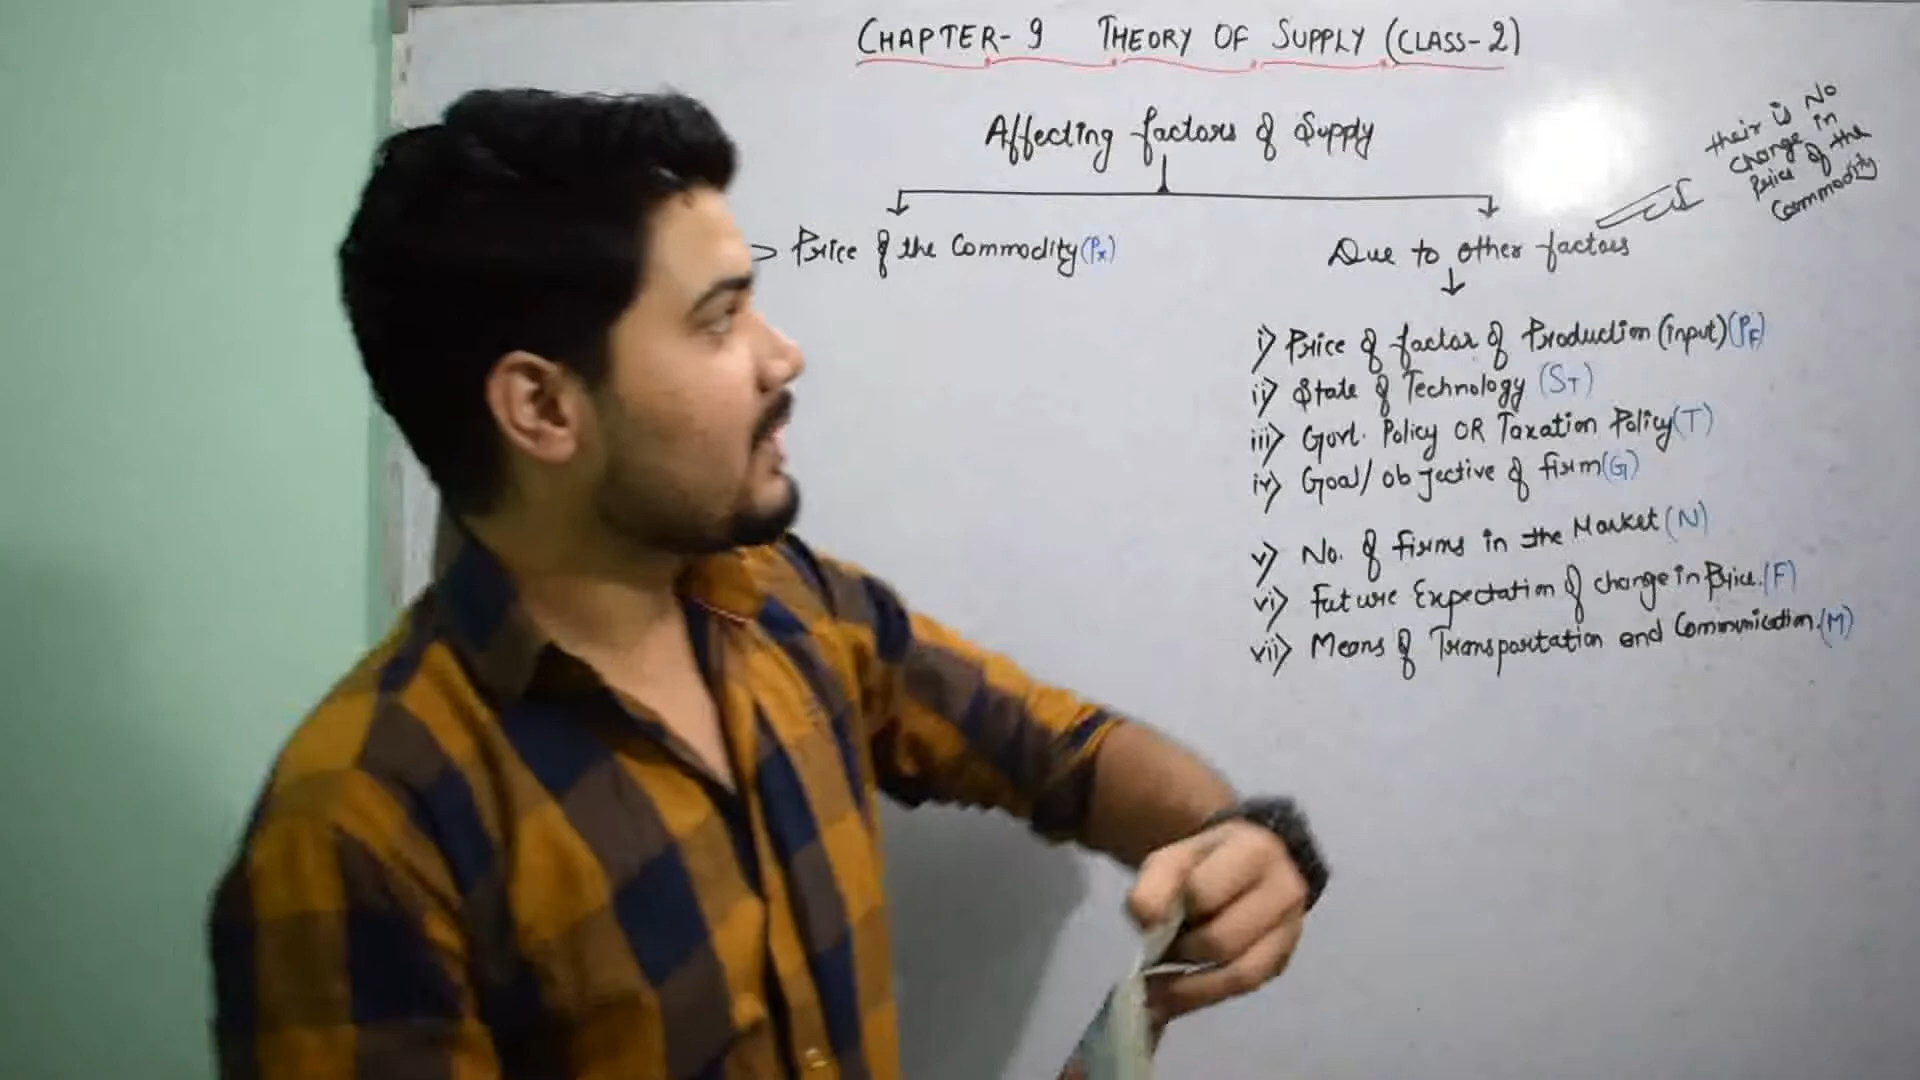 CHAPTER-9 THEORY OF SUPPLY (CLASS-2)
Affecting factors of Supply
their is No
change in
Price of the
Commodity
Price of the Commodity (Px)
Due to other factors
i) Price of factor of Production (input) (PF)
ii) State of Technology (ST)
iii) Govt. Policy OR Taxation Policy (T)
iv) Goal/objective of firm (G)
v) No. of firms in the Market (N)
vi) Future Expectation of change in Price. (F)
vii) Means of Transportation and Communication. (M)